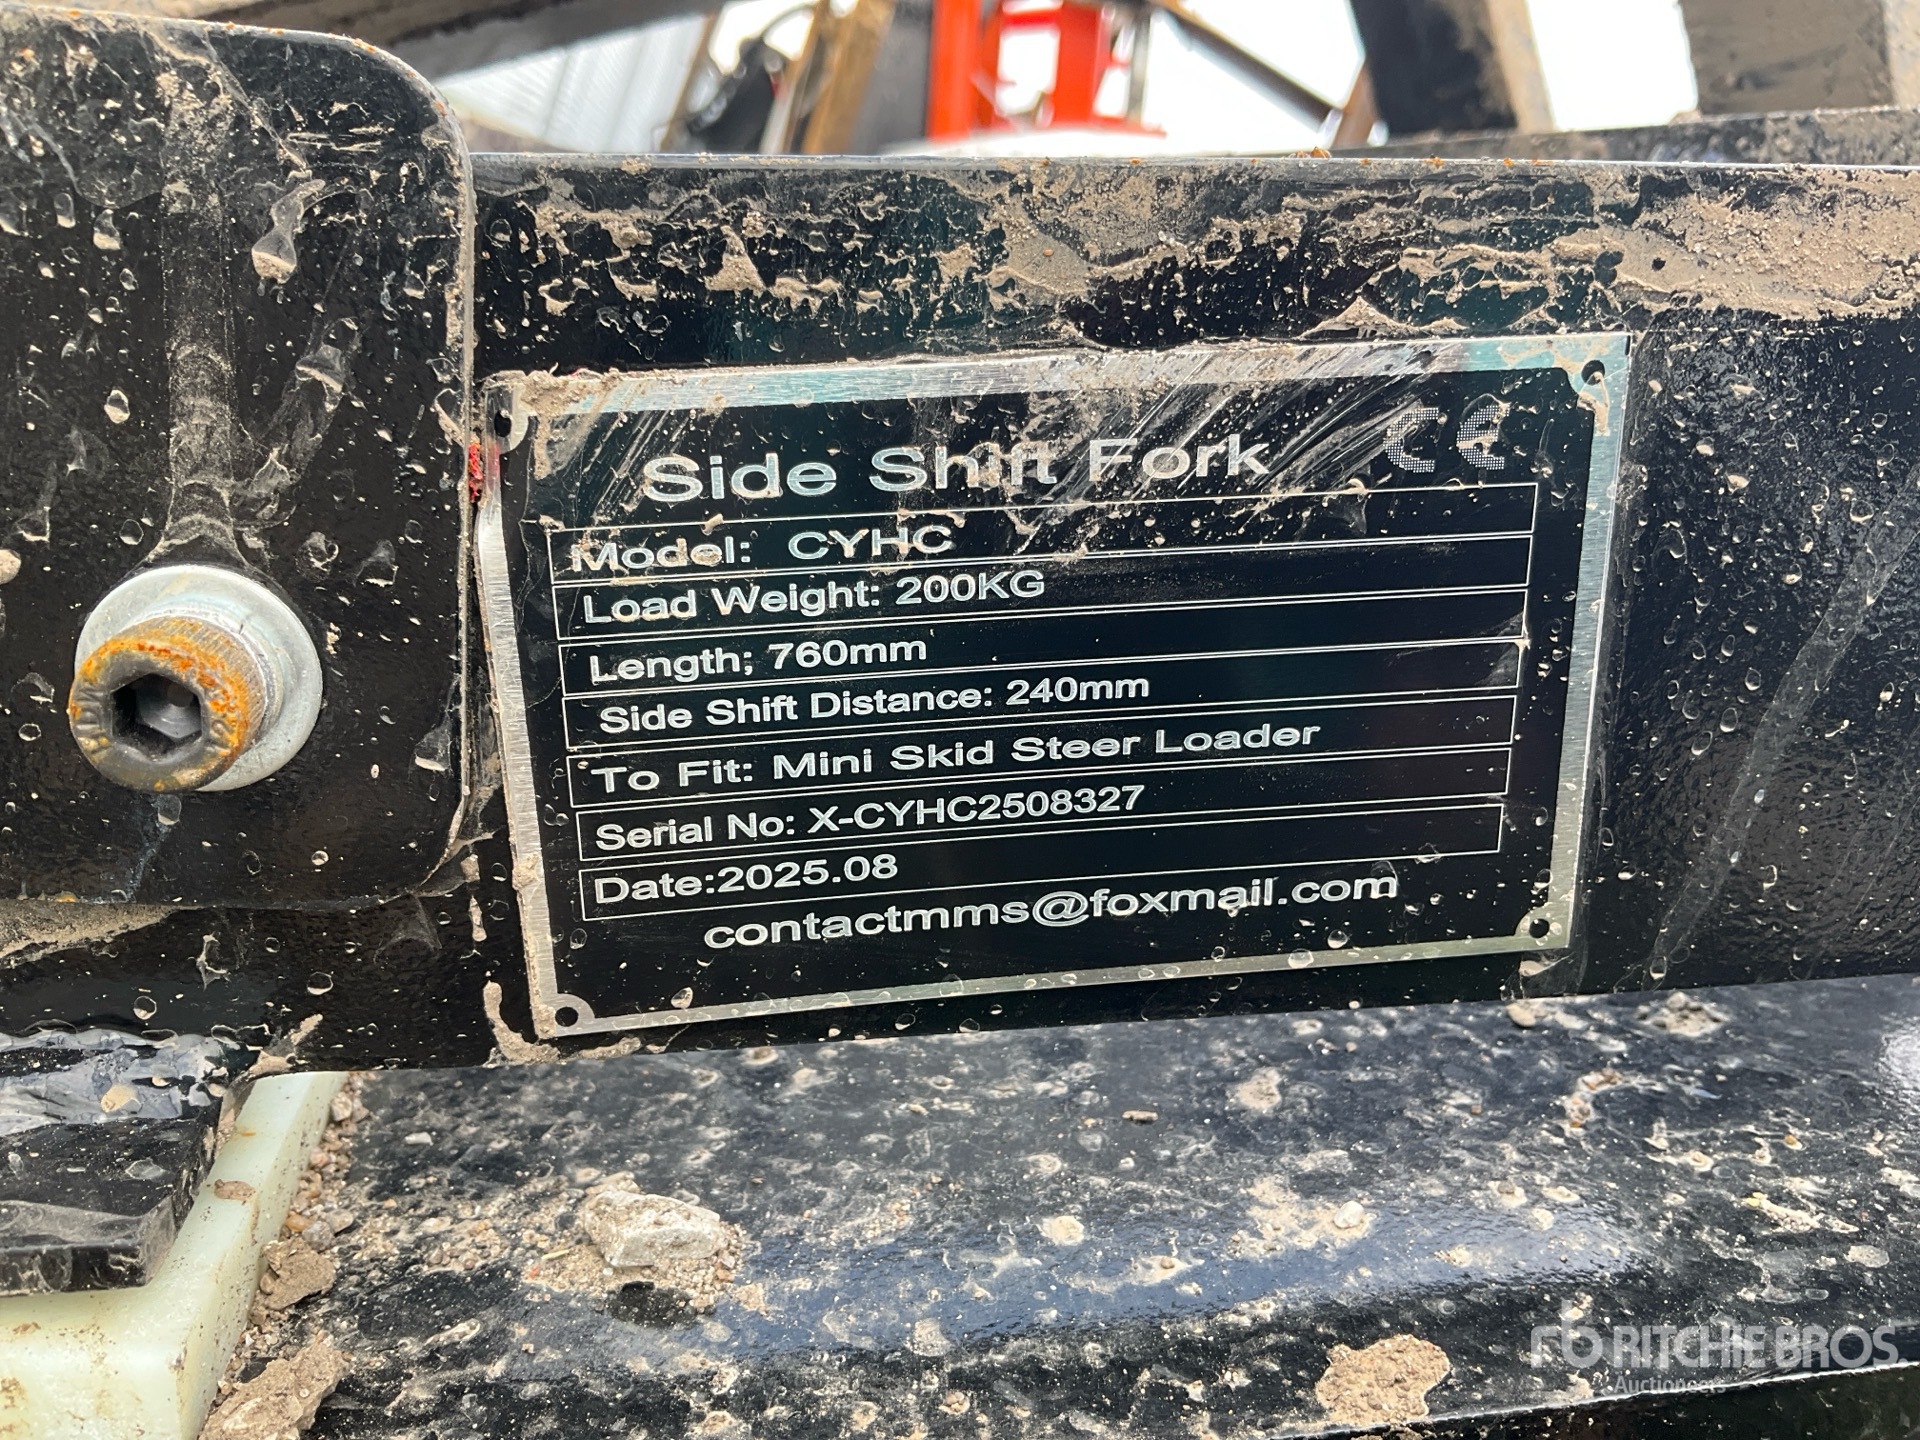 Side Shift Fork CE
Model: CYHC
Load Weight: 200KG
Length; 760mm
Side Shift Distance: 240mm
To Fit: Mini Skid Steer Loader
Serial No: X-CYHC2508327
Date:2025.08
contactmms@foxmail.com
rb RITCHIE BROS
Auctioneers